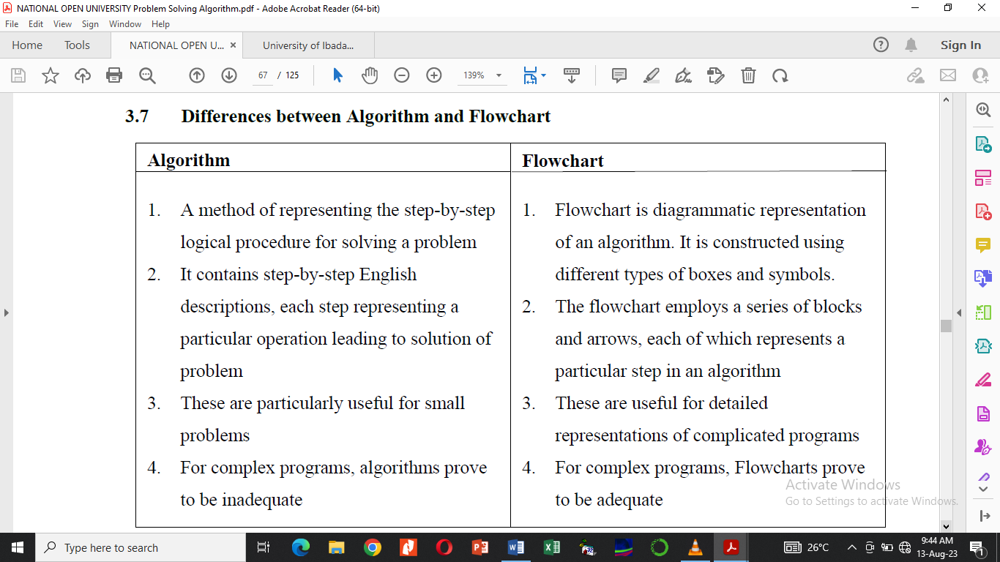 NATIONAL OPEN UNIVERSITY Problem Solving Algorithm.pdf - Adobe Acrobat Reader (64-bit)
File Edit View Sign Window Help
Home Tools NATIONAL OPEN U... × University of Ibada... Sign In
67 / 125 139%
3.7 Differences between Algorithm and Flowchart
Algorithm
1. A method of representing the step-by-step
logical procedure for solving a problem
2. It contains step-by-step English
descriptions, each step representing a
particular operation leading to solution of
problem
3. These are particularly useful for small
problems
4. For complex programs, algorithms prove
to be inadequate
Flowchart
1. Flowchart is diagrammatic representation
of an algorithm. It is constructed using
different types of boxes and symbols.
2. The flowchart employs a series of blocks
and arrows, each of which represents a
particular step in an algorithm
3. These are useful for detailed
representations of complicated programs
4. For complex programs, Flowcharts prove
to be adequate
Activate Windows
Go to Settings to activate Windows.
Type here to search
26°C
9:44 AM
13-Aug-23
1